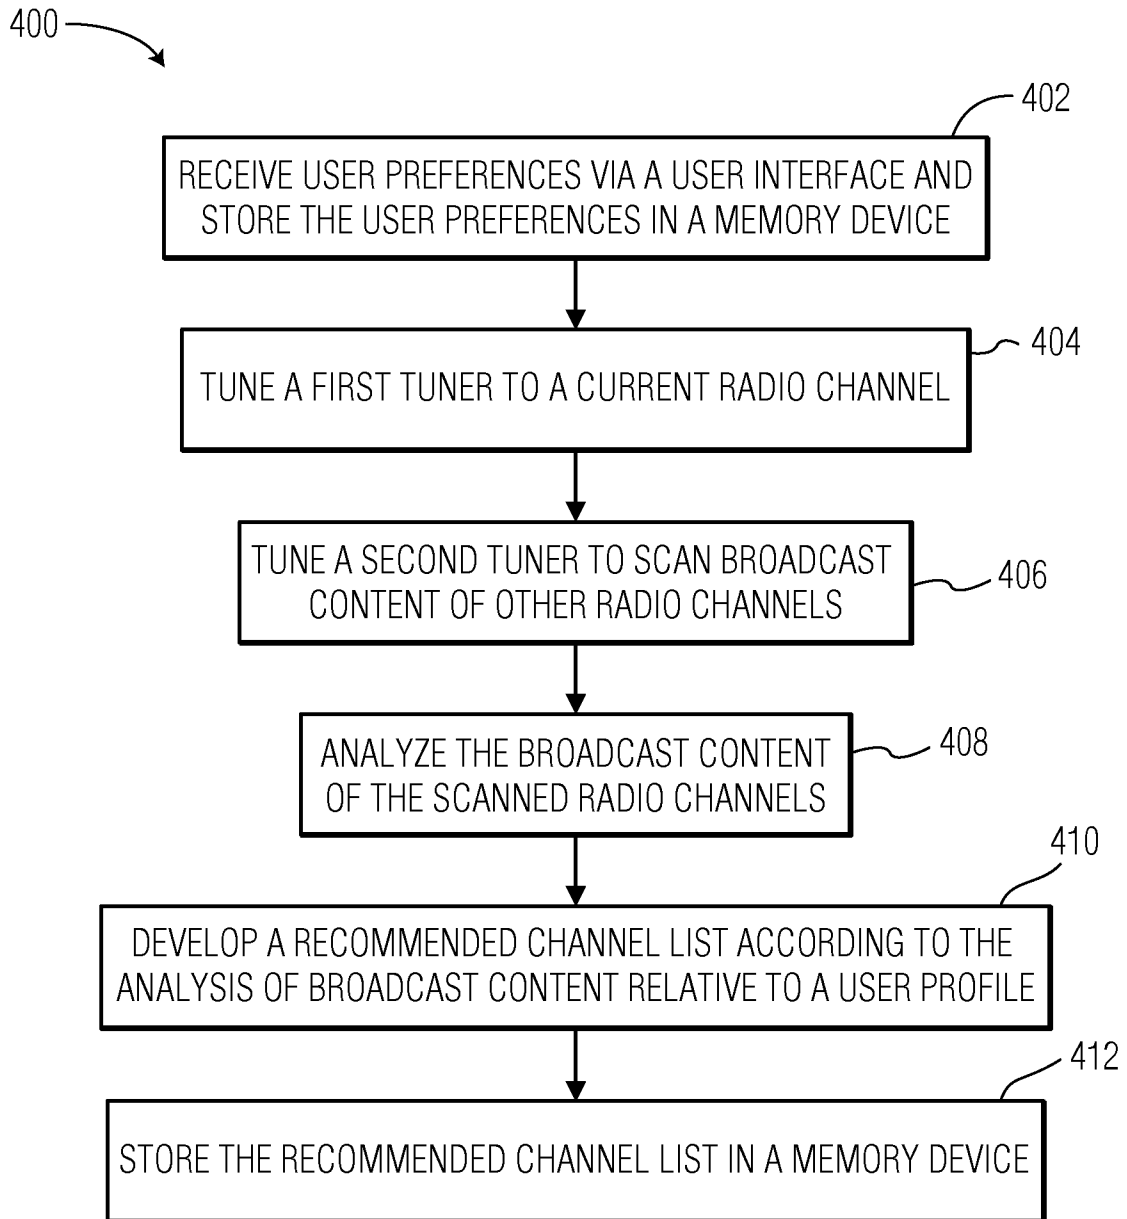 400
402
RECEIVE USER PREFERENCES VIA A USER INTERFACE AND
STORE THE USER PREFERENCES IN A MEMORY DEVICE
404
TUNE A FIRST TUNER TO A CURRENT RADIO CHANNEL
TUNE A SECOND TUNER TO SCAN BROADCAST
CONTENT OF OTHER RADIO CHANNELS
406
ANALYZE THE BROADCAST CONTENT
OF THE SCANNED RADIO CHANNELS
408
410
DEVELOP A RECOMMENDED CHANNEL LIST ACCORDING TO THE
ANALYSIS OF BROADCAST CONTENT RELATIVE TO A USER PROFILE
412
STORE THE RECOMMENDED CHANNEL LIST IN A MEMORY DEVICE